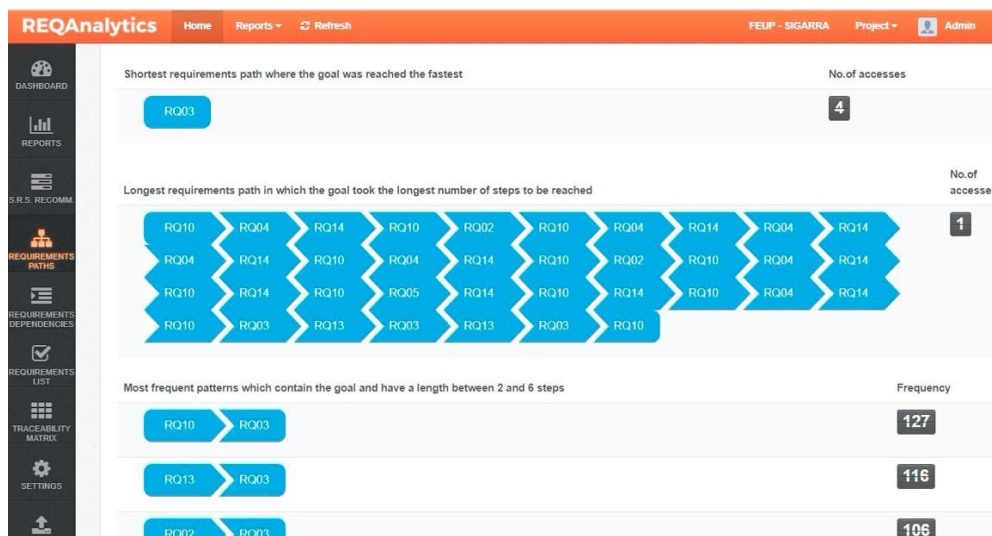 REQAnalytics Home Reports Refresh FEUP - SIGARRA Project Admin
DASHBOARD
REPORTS
S.R.S. RECOMM.
REQUIREMENTS
PATHS
REQUIREMENTS
DEPENDENCIES
REQUIREMENTS
LIST
TRACEABILITY
MATRIX
SETTINGS
Shortest requirements path where the goal was reached the fastest No.of accesses
RQ03 4
Longest requirements path in which the goal took the longest number of steps to be reached No.of
accesse
RQ10 RQ04 RQ14 RQ10 RQ02 RQ10 RQ04 RQ14 RQ04 RQ14 1
RQ04 RQ14 RQ10 RQ04 RQ14 RQ10 RQ02 RQ10 RQ04 RQ14
RQ10 RQ14 RQ10 RQ05 RQ14 RQ10 RQ14 RQ10 RQ04 RQ14
RQ10 RQ03 RQ13 RQ03 RQ13 RQ03 RQ10
Most frequent patterns which contain the goal and have a length between 2 and 6 steps Frequency
RQ10 RQ03 127
RQ13 RQ03 116
RQ02 RQ03 106